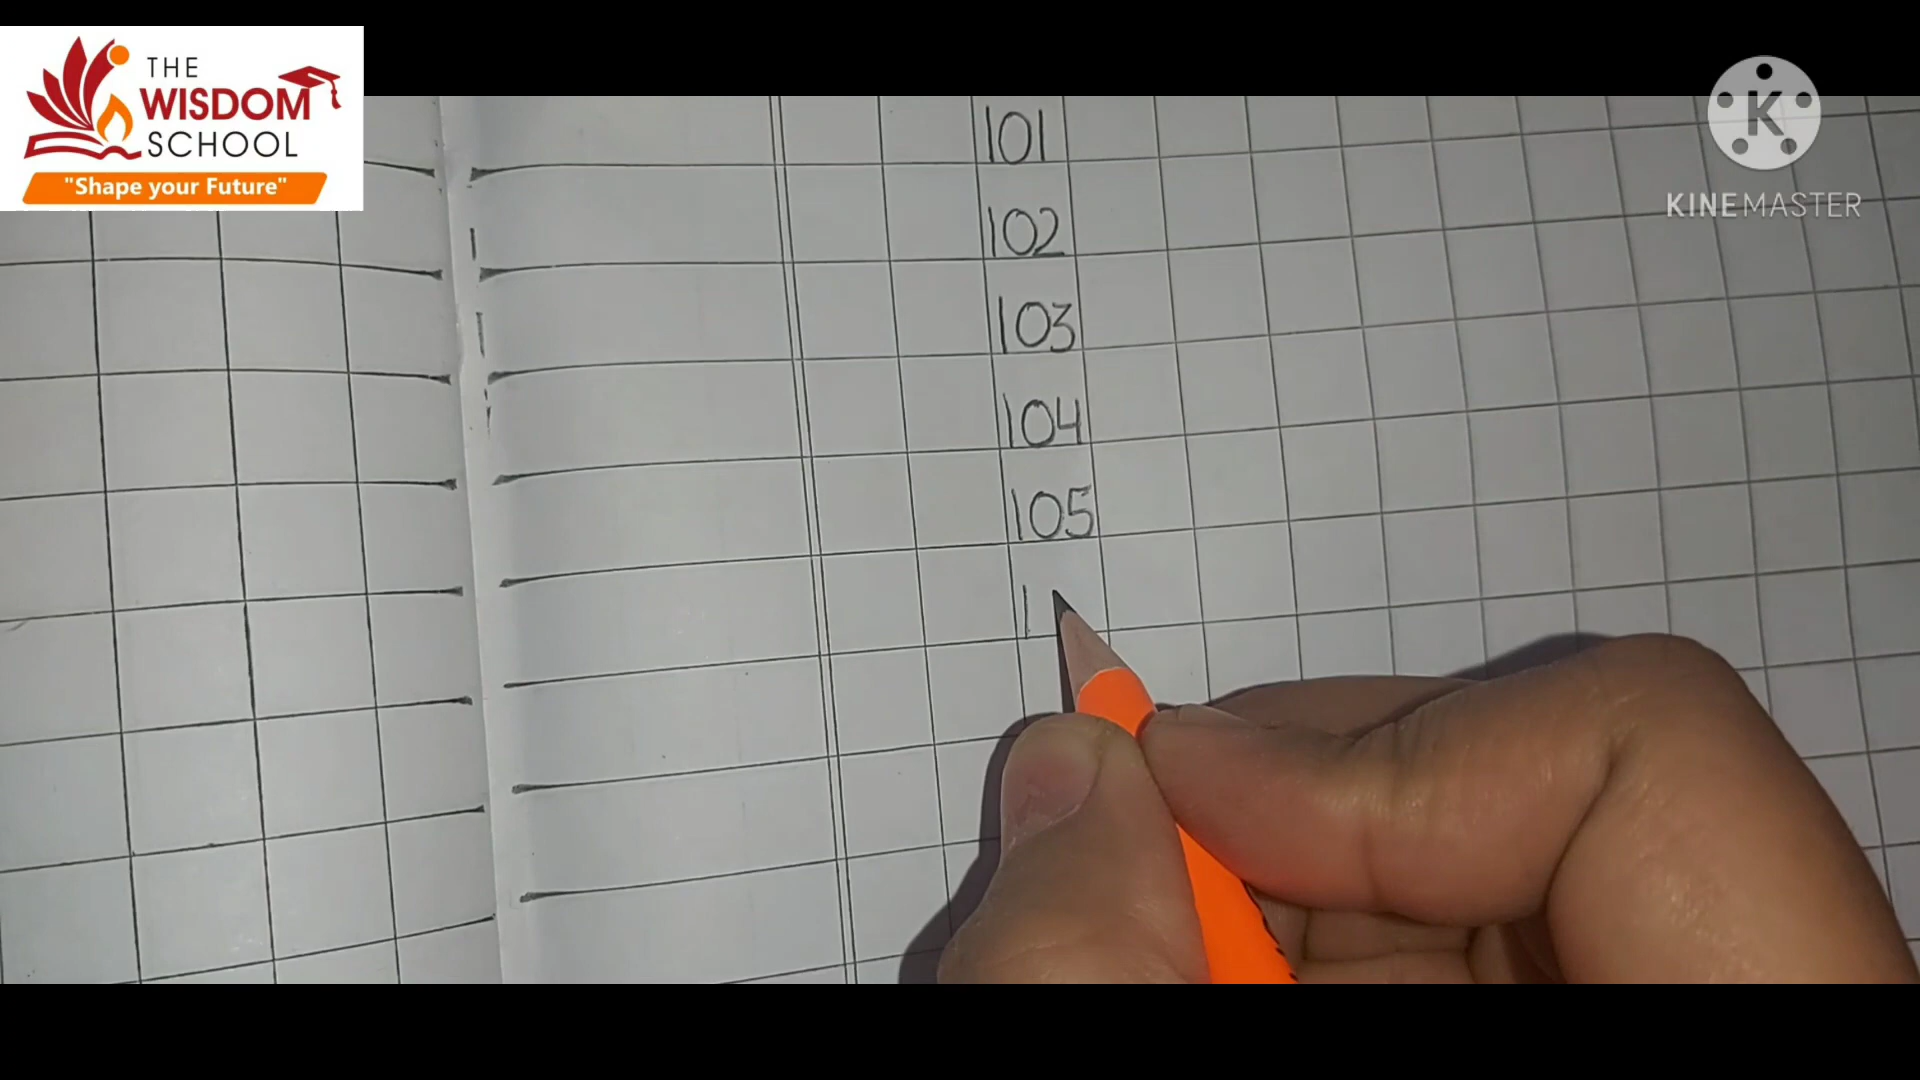 THE
WISDOM
SCHOOL
"Shape your Future"
K
KINEMASTER
101
102
103
104
105
1